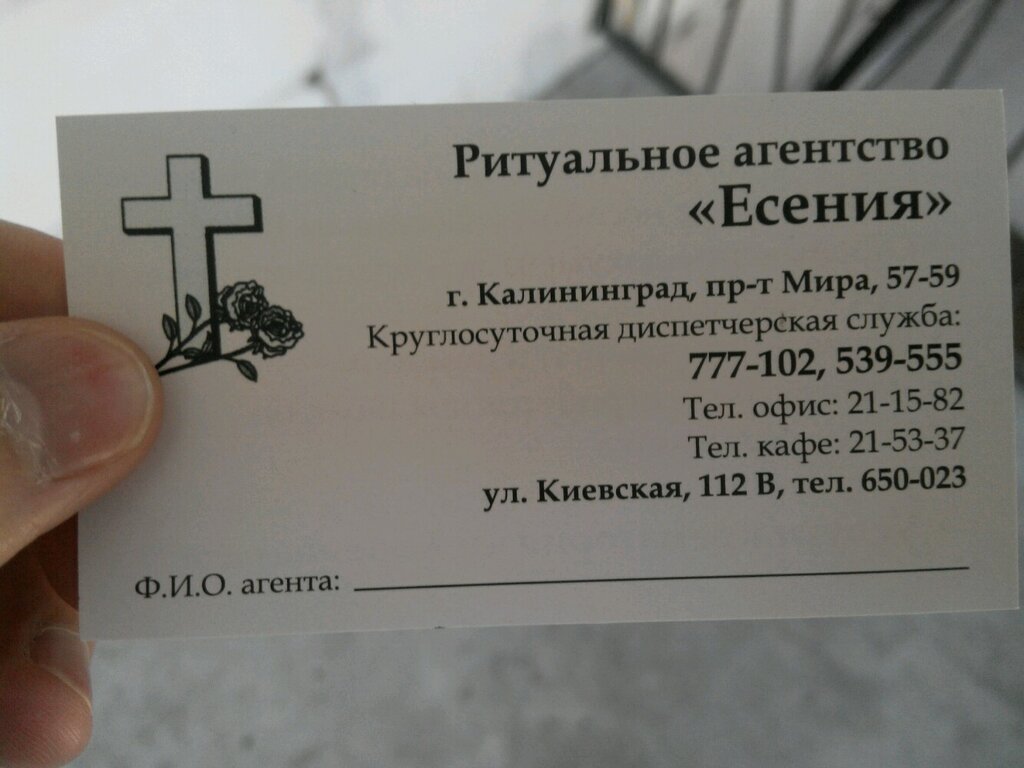 Ритуальное агентство
«Есения»
г. Калининград, пр-т Мира, 57-59
Круглосуточная диспетчерская служба:
777-102, 539-555
Тел. офис: 21-15-82
Тел. кафе: 21-53-37
ул. Киевская, 112 В, тел. 650-023
Ф.И.О. агента: